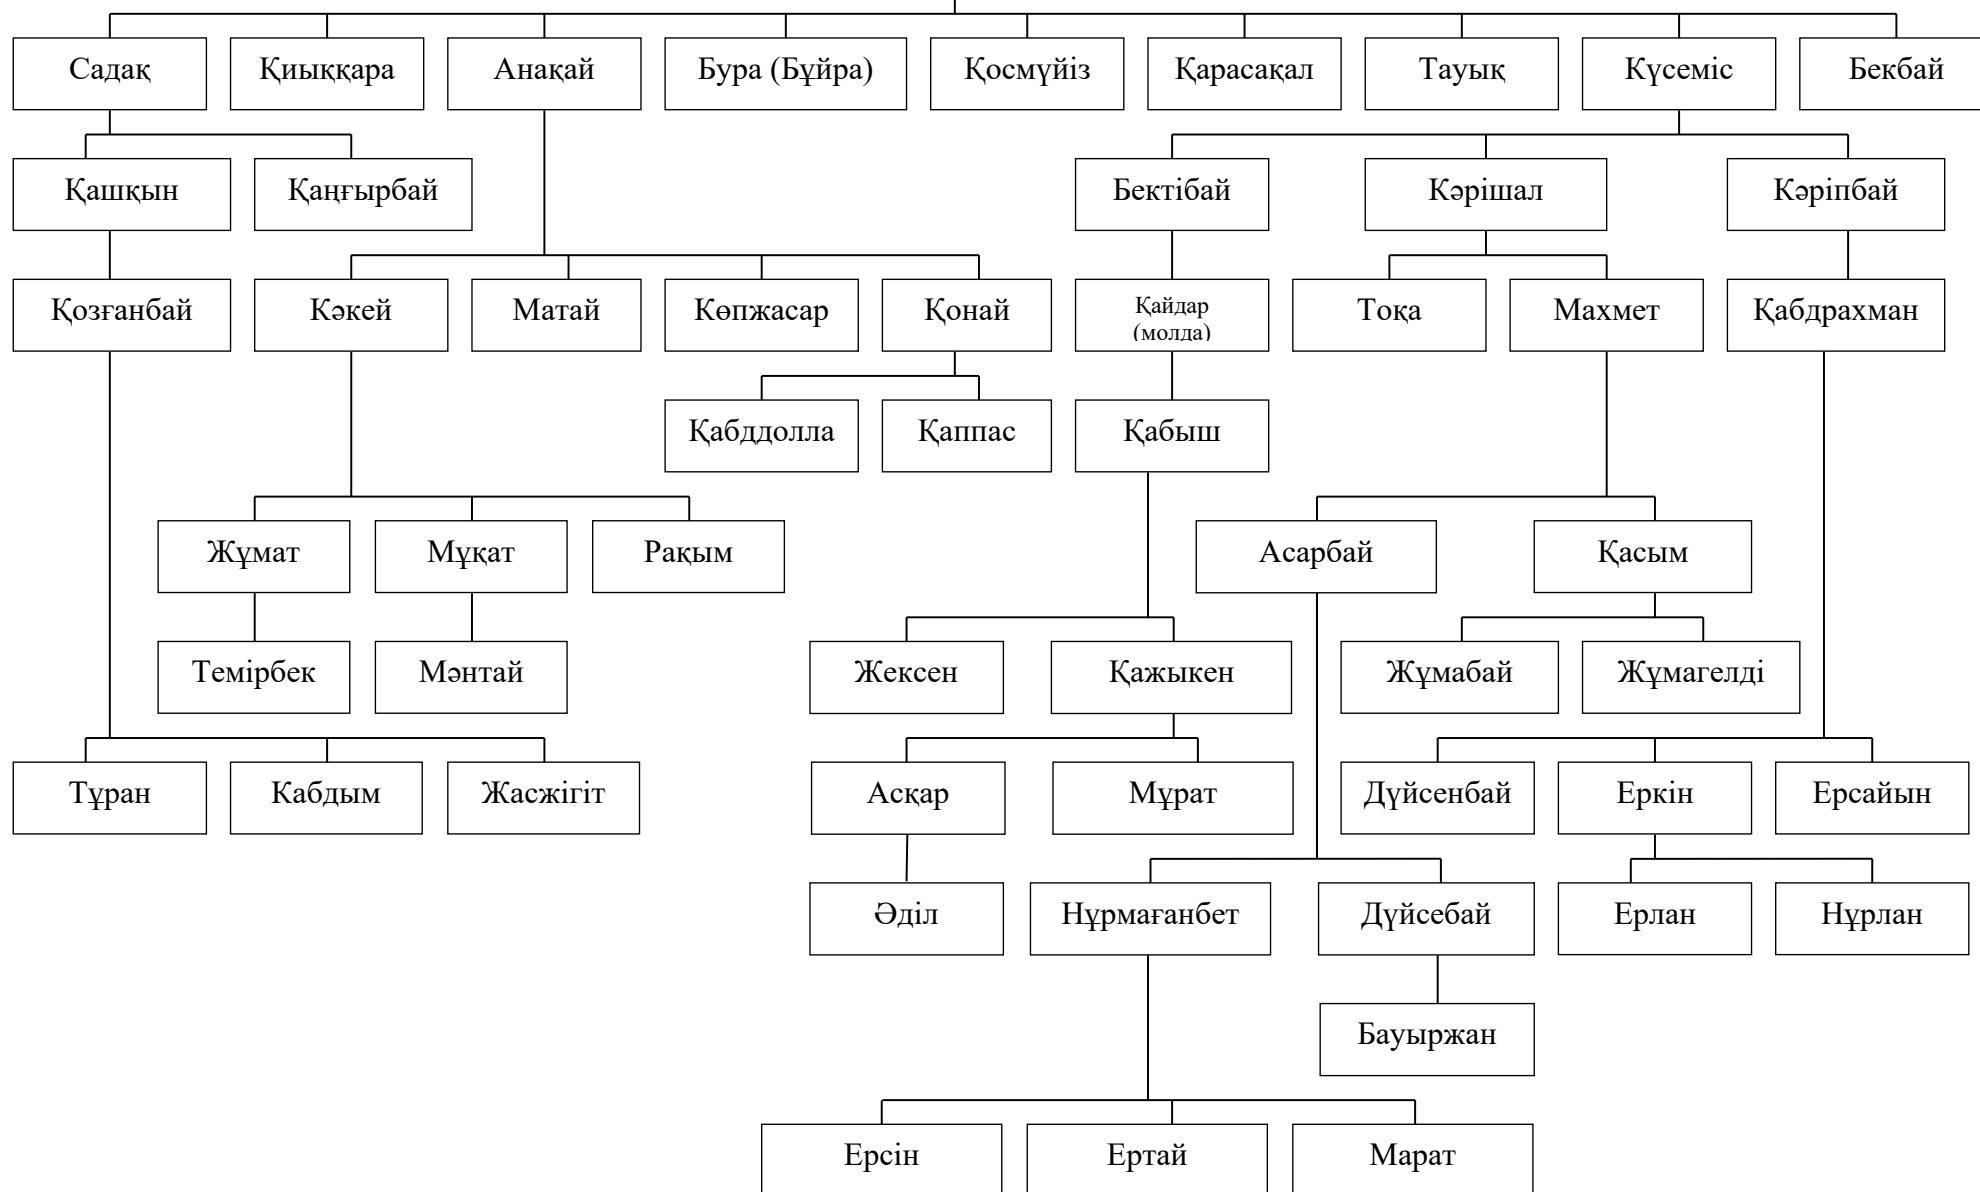 Садақ
Қиыққара
Анақай
Бура (Бұйра)
Қосмүйіз
Қарасақал
Тауық
Күсеміс
Бекбай
Қашқын
Қаңғырбай
Бектібай
Кәрішал
Кәріпбай
Қозғанбай
Кәкей
Матай
Көпжасар
Қонай
Қайдар
(молда)
Тоқа
Махмет
Қабдрахман
Қабддолла
Қаппас
Қабыш
Жұмат
Мұқат
Рақым
Асарбай
Қасым
Темірбек
Мәнтай
Жексен
Қажыкен
Жұмабай
Жұмагелді
Тұран
Кабдым
Жасжігіт
Асқар
Мұрат
Дүйсенбай
Еркін
Ерсайын
Әділ
Нұрмағанбет
Дүйсебай
Ерлан
Нұрлан
Бауыржан
Ерсін
Ертай
Марат